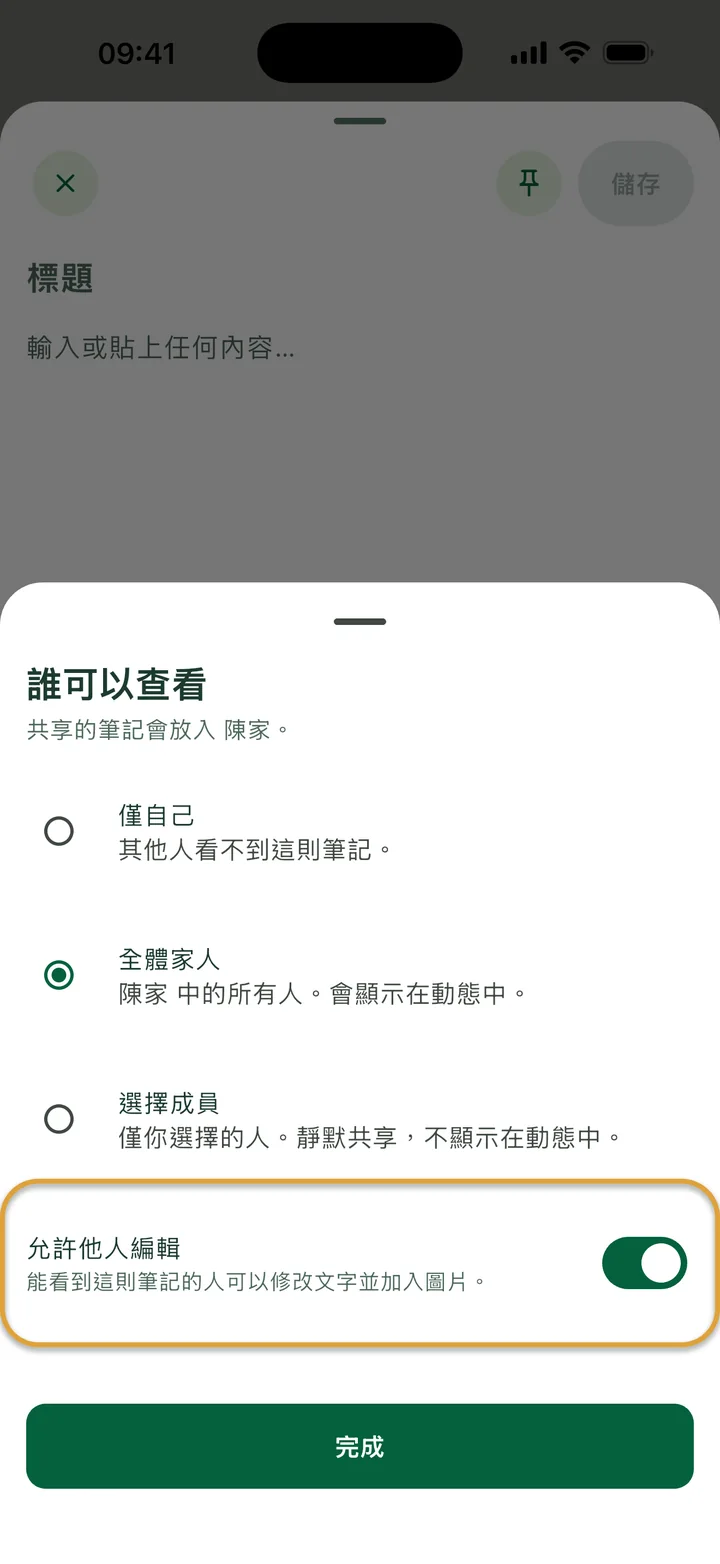 09:41
儲存
標題
輸入或貼上任何內容...
誰可以查看
共享的筆記會放入 陳家。
僅自己
其他人看不到這則筆記。
全體家人
陳家 中的所有人。會顯示在動態中。
選擇成員
僅你選擇的人。靜默共享，不顯示在動態中。
允許他人編輯
能看到這則筆記的人可以修改文字並加入圖片。
完成